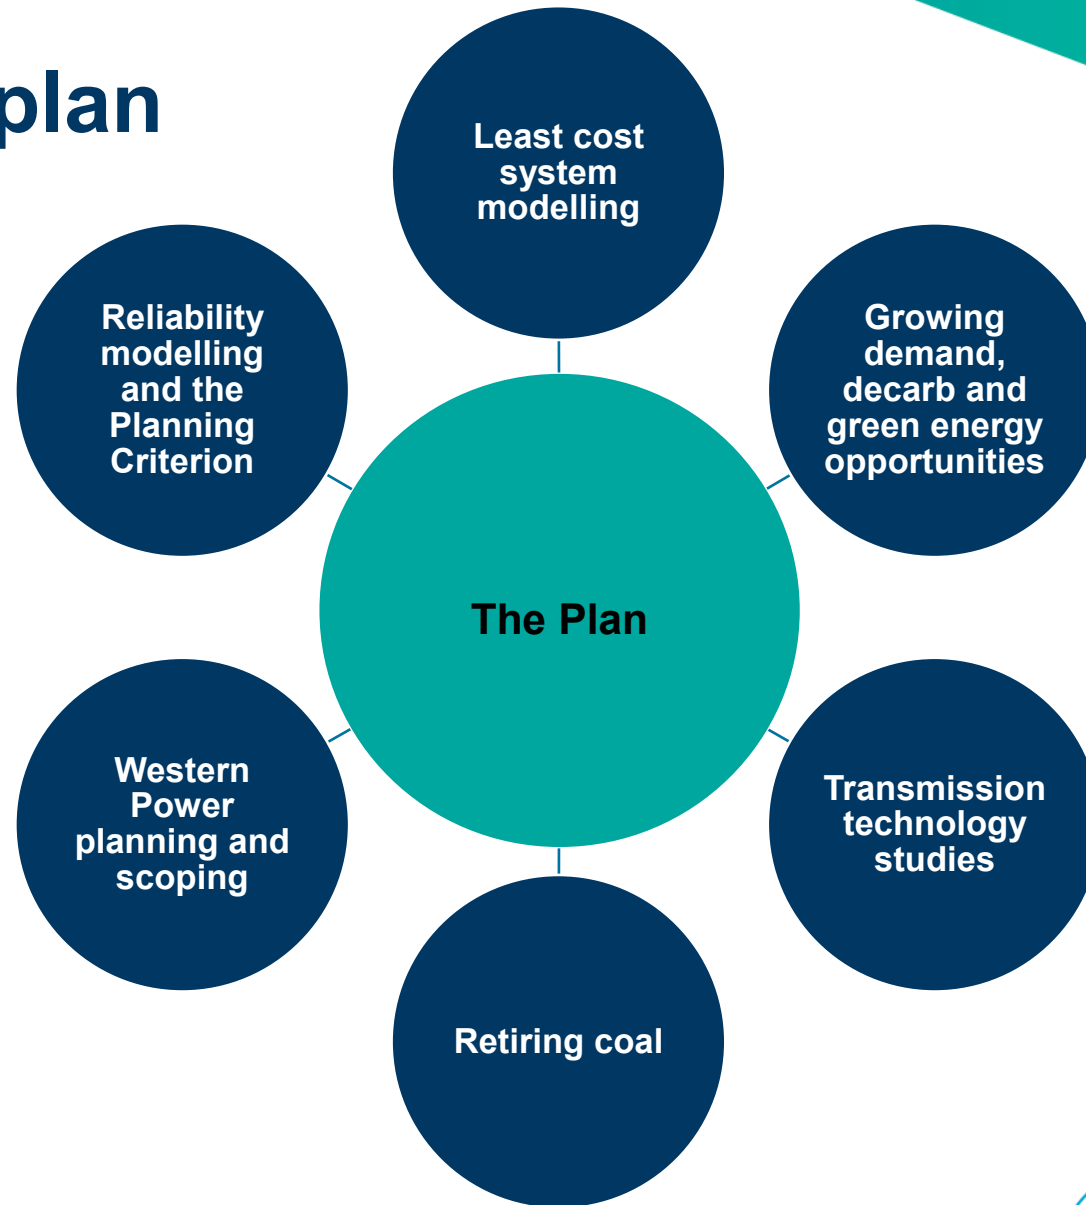 plan
Least cost
system
modelling
Growing
demand,
decarb and
green energy
opportunities
Transmission
technology
studies
Retiring coal
Western
Power
planning and
scoping
Reliability
modelling
and the
Planning
Criterion
The Plan